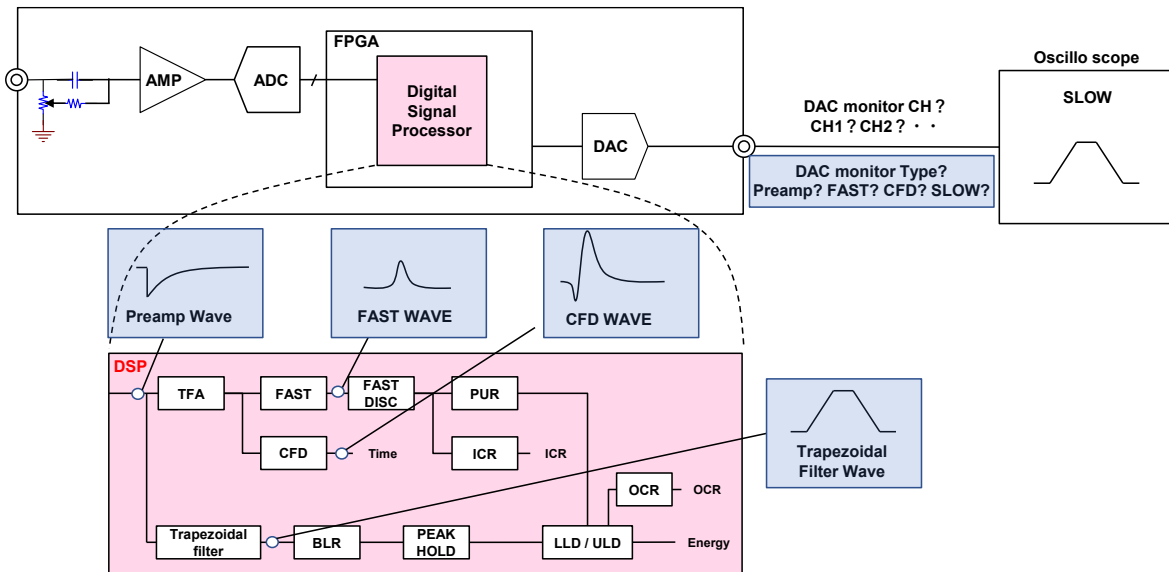 FPGA
AMP
ADC
Digital
Signal
Processor
DAC
DAC monitor CH？
CH1？CH2？・・
DAC monitor Type?
Preamp? FAST? CFD? SLOW?
Oscillo scope
SLOW
Preamp Wave
FAST WAVE
CFD WAVE
DSP
TFA
FAST
FAST
DISC
PUR
CFD
Time
ICR
ICR
Trapezoidal
Filter Wave
OCR
OCR
Trapezoidal
filter
BLR
PEAK
HOLD
LLD / ULD
Energy